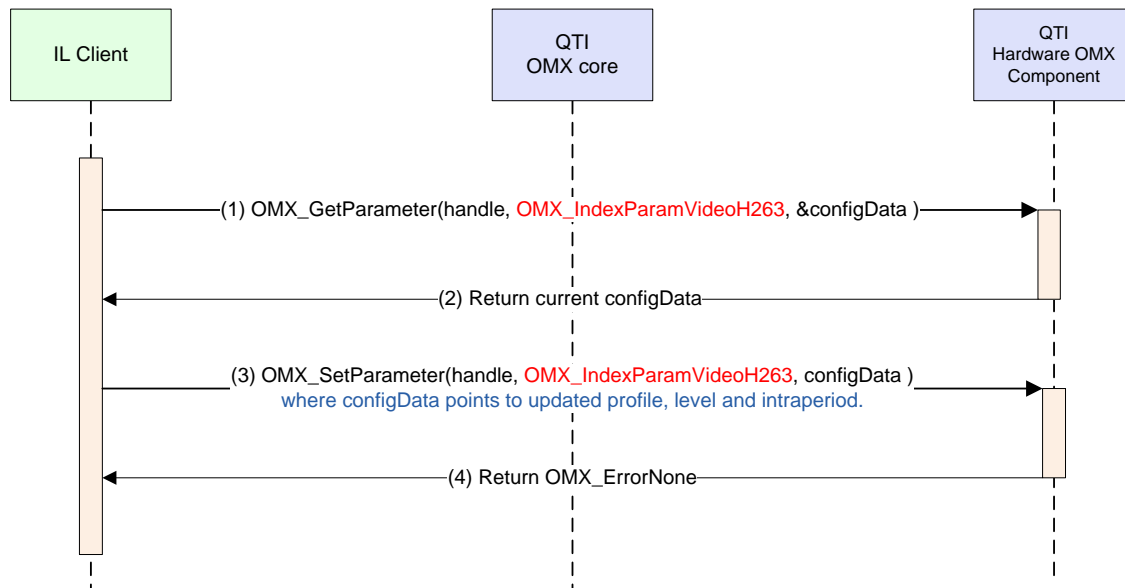 IL Client
QTI
OMX core
QTI
Hardware OMX
Component
(1) OMX_GetParameter(handle, OMX_IndexParamVideoH263, &configData )
(2) Return current configData
(3) OMX_SetParameter(handle, OMX_IndexParamVideoH263, configData )
where configData points to updated profile, level and intraperiod.
(4) Return OMX_ErrorNone